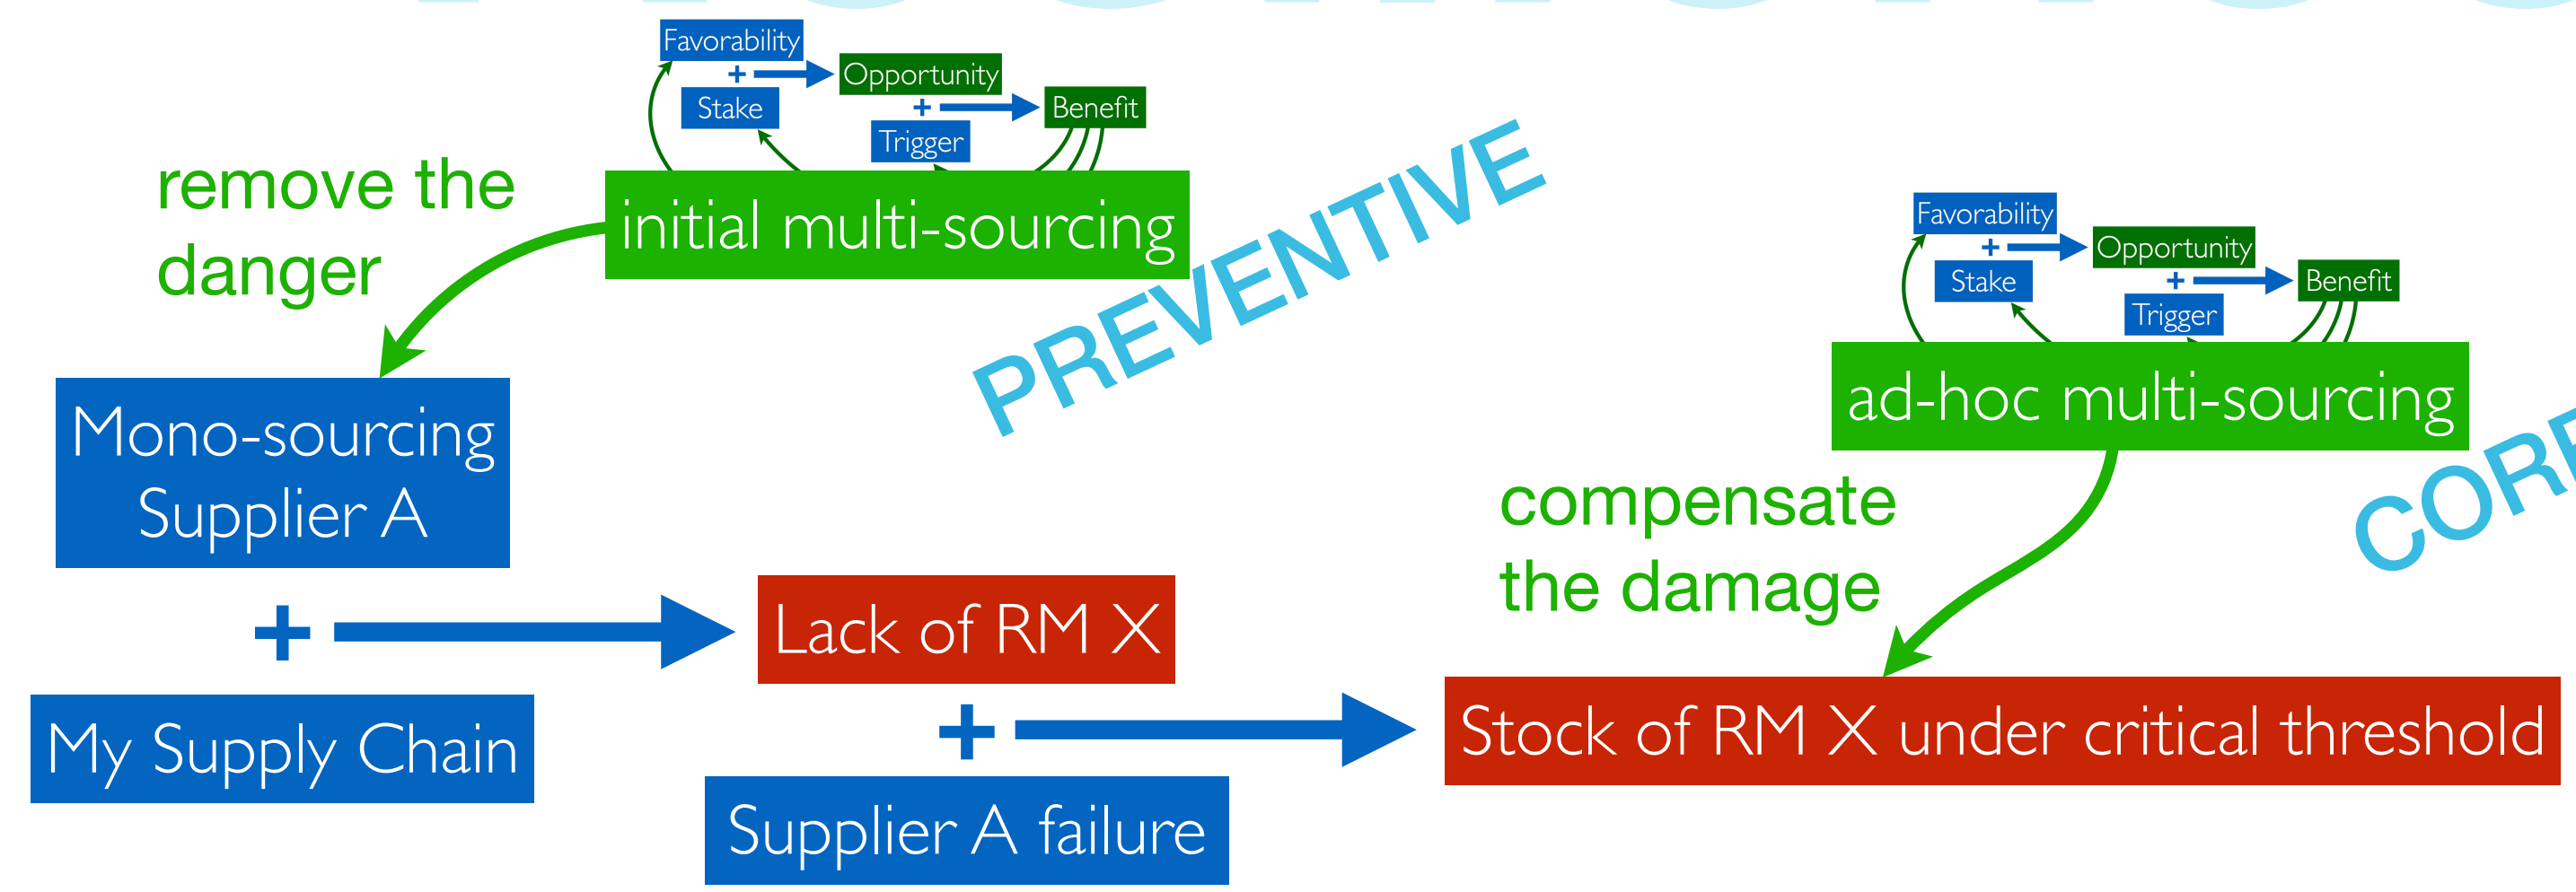 Favorability
+
Opportunity
Stake
+
Benefit
Trigger
remove the
danger
initial multi-sourcing
PREVENTIVE
Favorability
+
Opportunity
Stake
+
Benefit
Trigger
ad-hoc multi-sourcing
Mono-sourcing
Supplier A
compensate
the damage
+
Lack of RM X
My Supply Chain
+
Stock of RM X under critical threshold
Supplier A failure